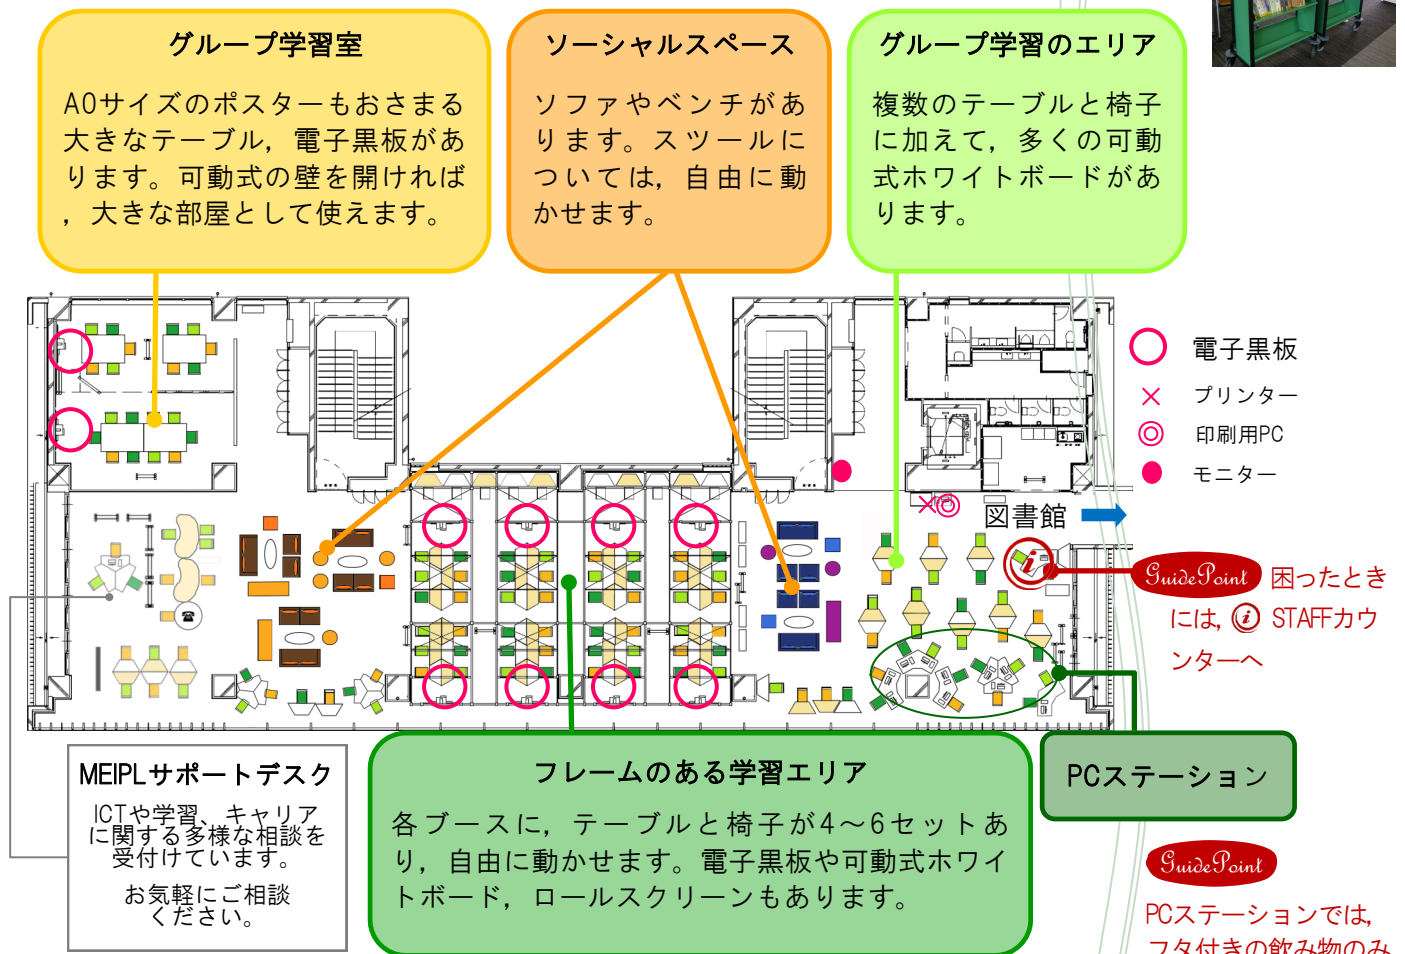 グループ学習室
A0サイズのポスターもおさまる
大きなテーブル，電子黒板があ
ります。可動式の壁を開ければ
，大きな部屋として使えます。
ソーシャルスペース
ソファやベンチがあ
ります。スツールに
ついては，自由に動
かせます。
グループ学習のエリア
複数のテーブルと椅子
に加えて，多くの可動
式ホワイトボードがあ
ります。
電子黒板
プリンター
印刷用PC
モニター
図書館
GuidePoint 困ったとき
には，i STAFFカウ
ンターへ
MEIPLサポートデスク
ICTや学習、キャリア
に関する多様な相談を
受付けています。
お気軽にご相談
ください。
フレームのある学習エリア
各ブースに，テーブルと椅子が4～6セットあ
り，自由に動かせます。電子黒板や可動式ホワイ
トボード，ロールスクリーンもあります。
PCステーション
GuidePoint
PCステーションでは，
フタ付きの飲み物のみ